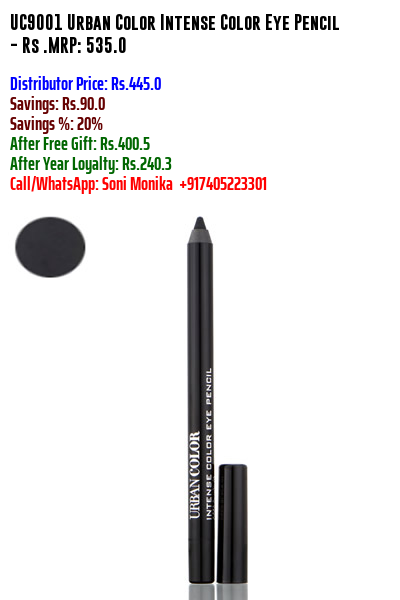 UC9001 Urban Color Intense Color Eye Pencil
- Rs .MRP: 535.0
Distributor Price: Rs.445.0
Savings: Rs.90.0
Savings %: 20%
After Free Gift: Rs.400.5
After Year Loyalty: Rs.240.3
Call/WhatsApp: Soni Monika +917405223301
URBAN COLOR
INTENSE COLOR EYE PENCIL